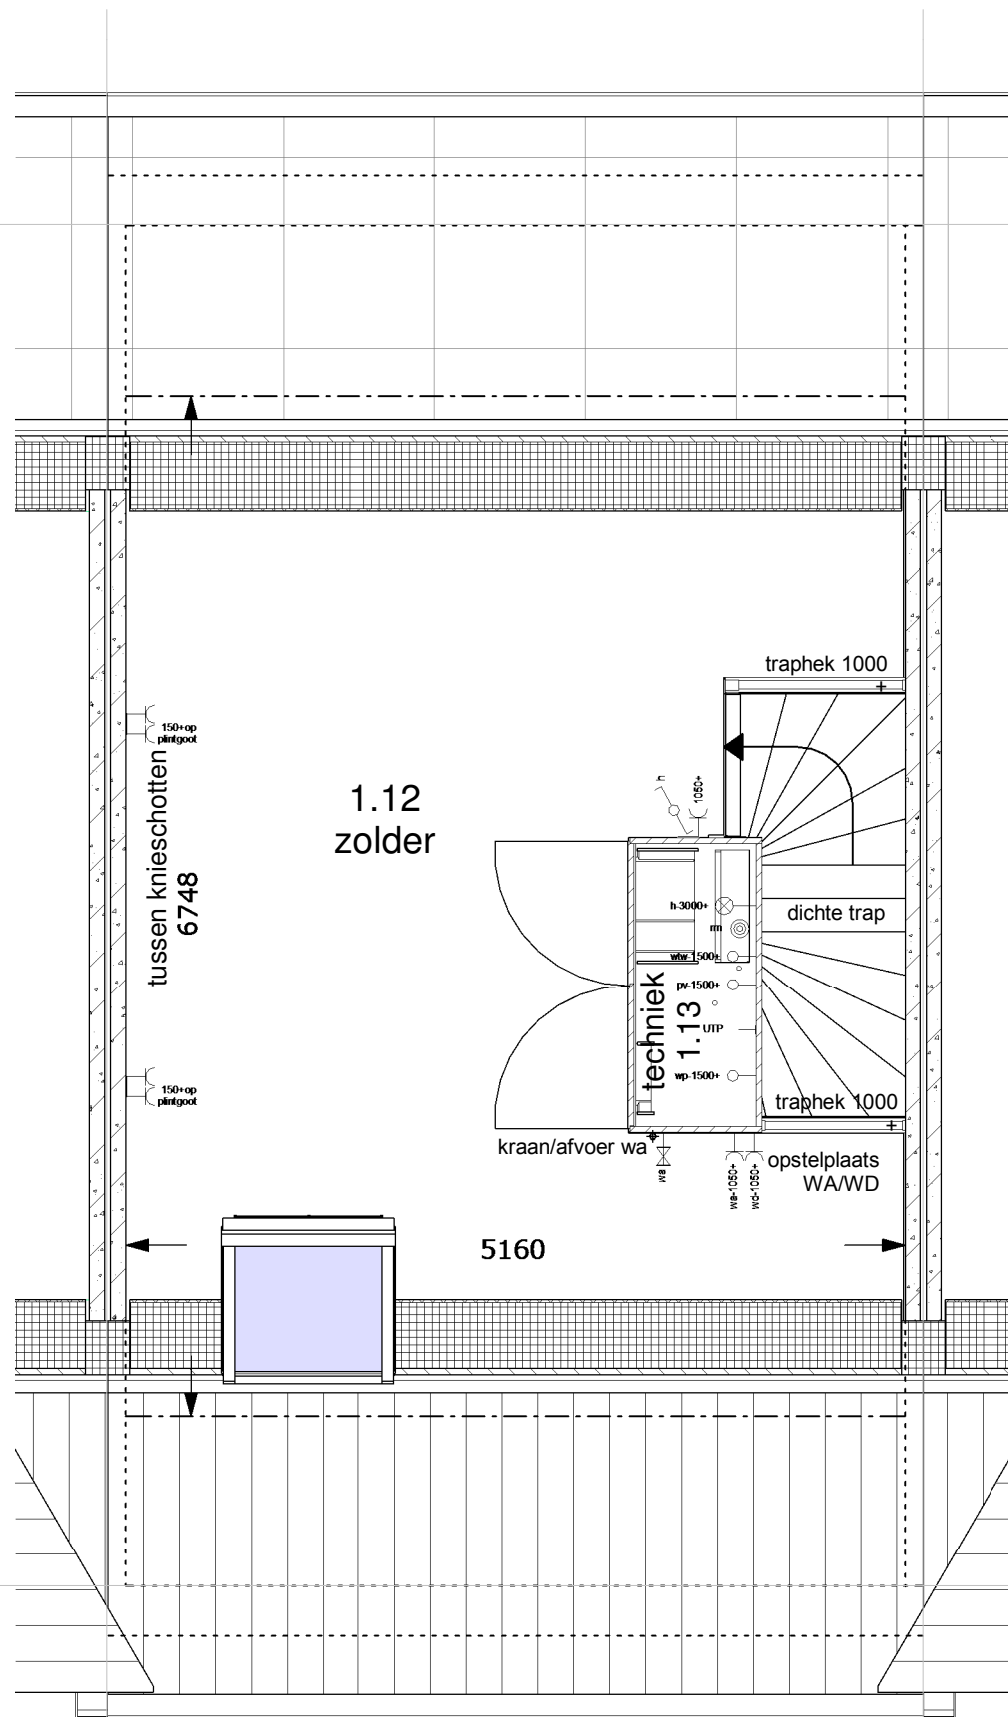 traphek 1000
150+op
plintgoot
tussen knieschotten
6748
1.12
zolder
h
1050+
h-3000+
rm
wtw-1500+
pv-1500+
UTP
wp-1500+
techniek
1.13
dichte trap
150+op
plintgoot
traphek 1000
kraan/afvoer wa
wa
wa-1050+
wd-1050+
opstelplaats
WA/WD
5160